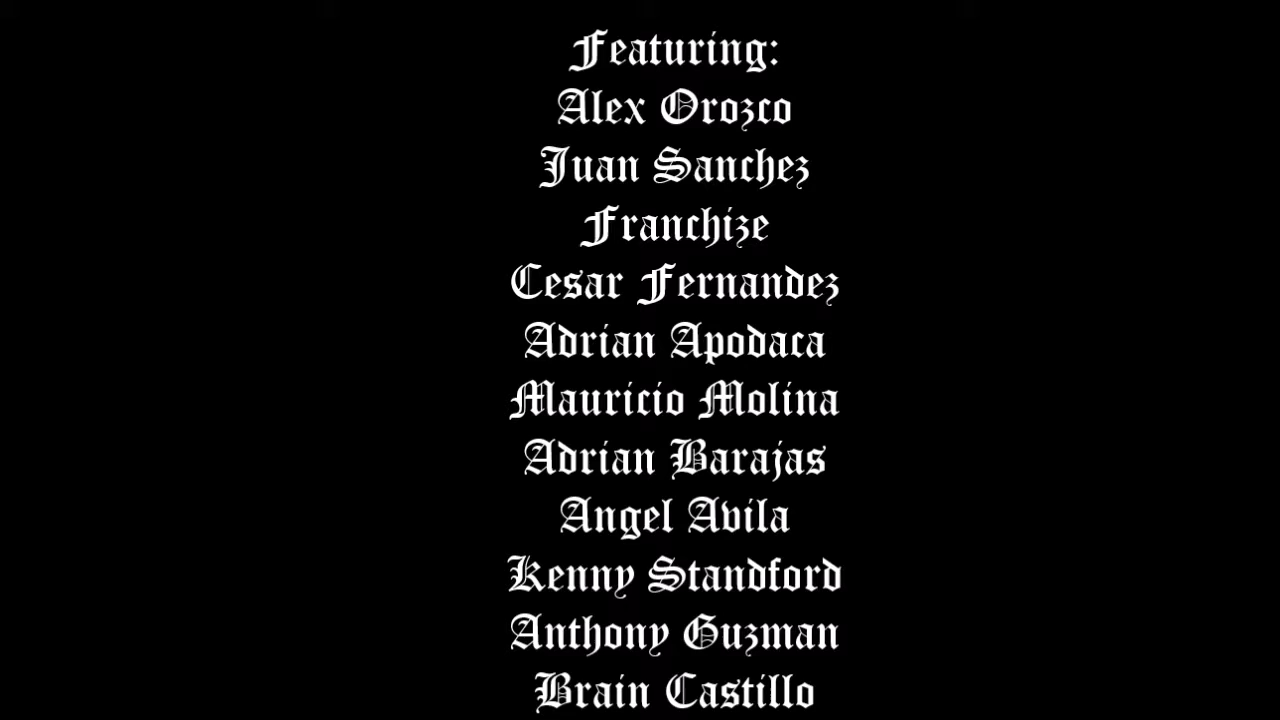 Featuring:
Alex Orozco
Juan Sanchez
Franchize
Cesar Fernandez
Adrian Apodaca
Mauricio Molina
Adrian Barajas
Angel Avila
Kenny Standford
Anthony Guzman
Brain Castillo